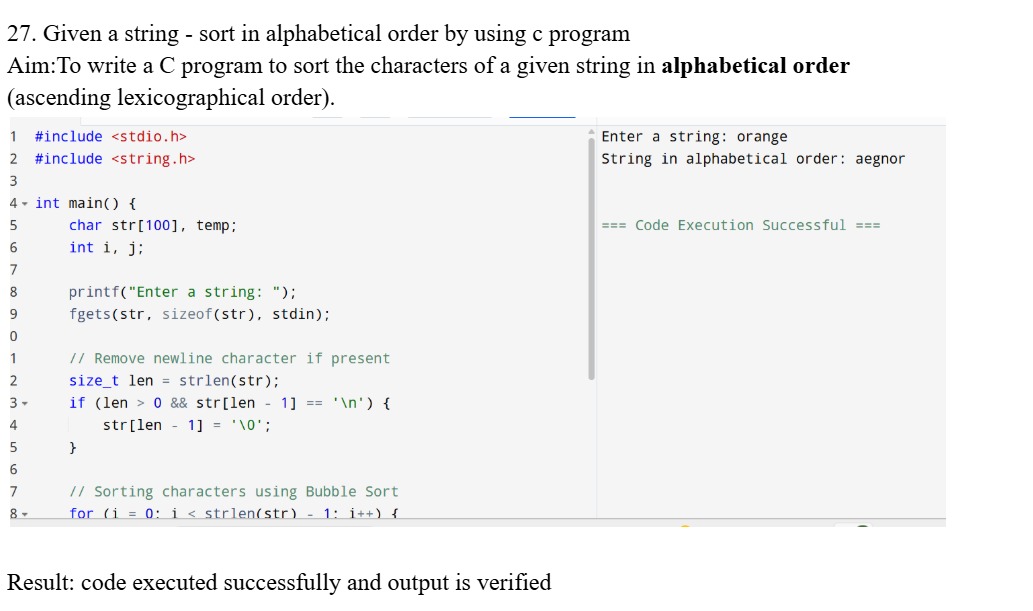 27. Given a string - sort in alphabetical order by using c program
Aim:To write a C program to sort the characters of a given string in alphabetical order
(ascending lexicographical order).
1 #include <stdio.h>
2 #include <string.h>
3
4 int main() {
5 char str[100], temp;
6 int i, j;
7
8 printf("Enter a string: ");
9 fgets(str, sizeof(str), stdin);
0
1 // Remove newline character if present
2 size_t len = strlen(str);
3 if (len > 0 && str[len - 1] == '\n') {
4 str[len - 1] = '\0';
5 }
6
7 // Sorting characters using Bubble Sort
8 for (i = 0; i < strlen(str) - 1; i++) {
Enter a string: orange
String in alphabetical order: aegnor
=== Code Execution Successful ===
Result: code executed successfully and output is verified